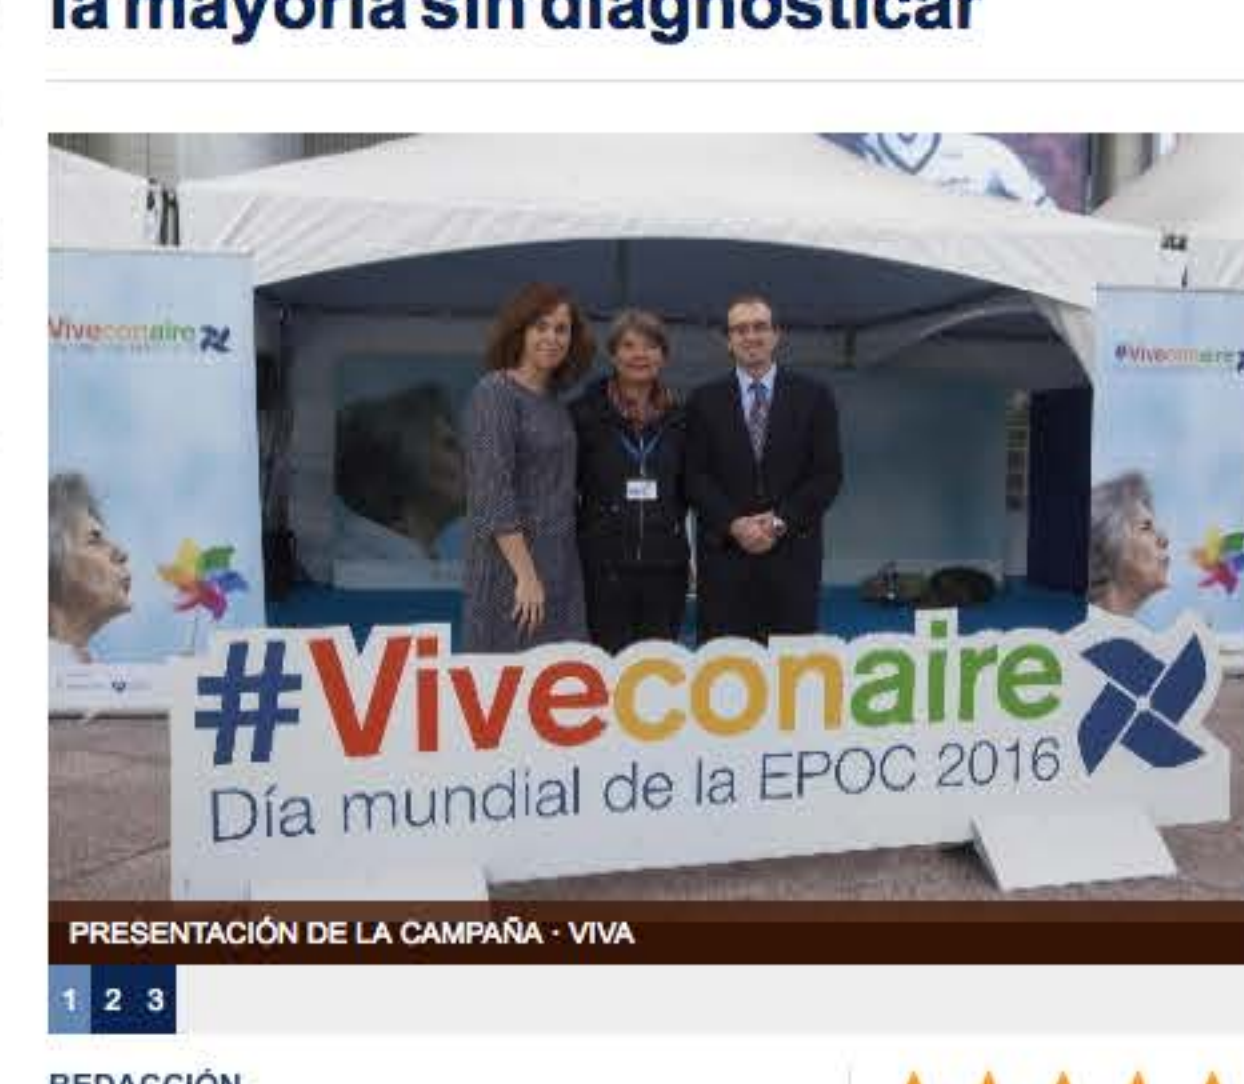 la mayoría sin diagnosticar
Viveconaire
#Viveconaire
#Viveconaire
Día mundial de la EPOC 2016
PRESENTACIÓN DE LA CAMPAÑA · VIVA
1 2 3
REDACCIÓN